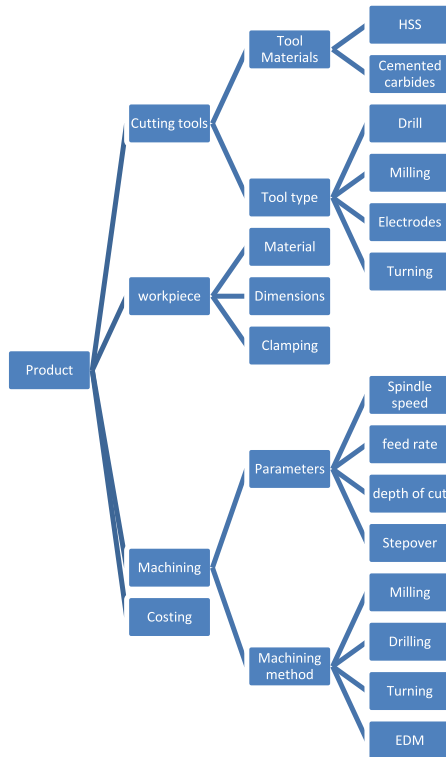 Product
Cutting tools
Tool
Materials
HSS
Cemented
carbides
Tool type
Drill
Milling
Electrodes
Turning
workpiece
Material
Dimensions
Clamping
Machining
Parameters
Spindle
speed
feed rate
depth of cut
Stepover
Machining
method
Milling
Drilling
Turning
EDM
Costing